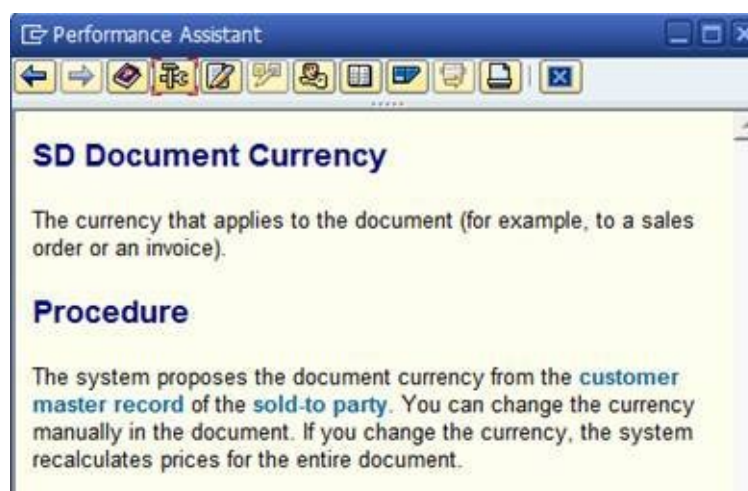 Performance Assistant
SD Document Currency
The currency that applies to the document (for example, to a sales
order or an invoice).
Procedure
The system proposes the document currency from the customer
master record of the sold-to party. You can change the currency
manually in the document. If you change the currency, the system
recalculates prices for the entire document.